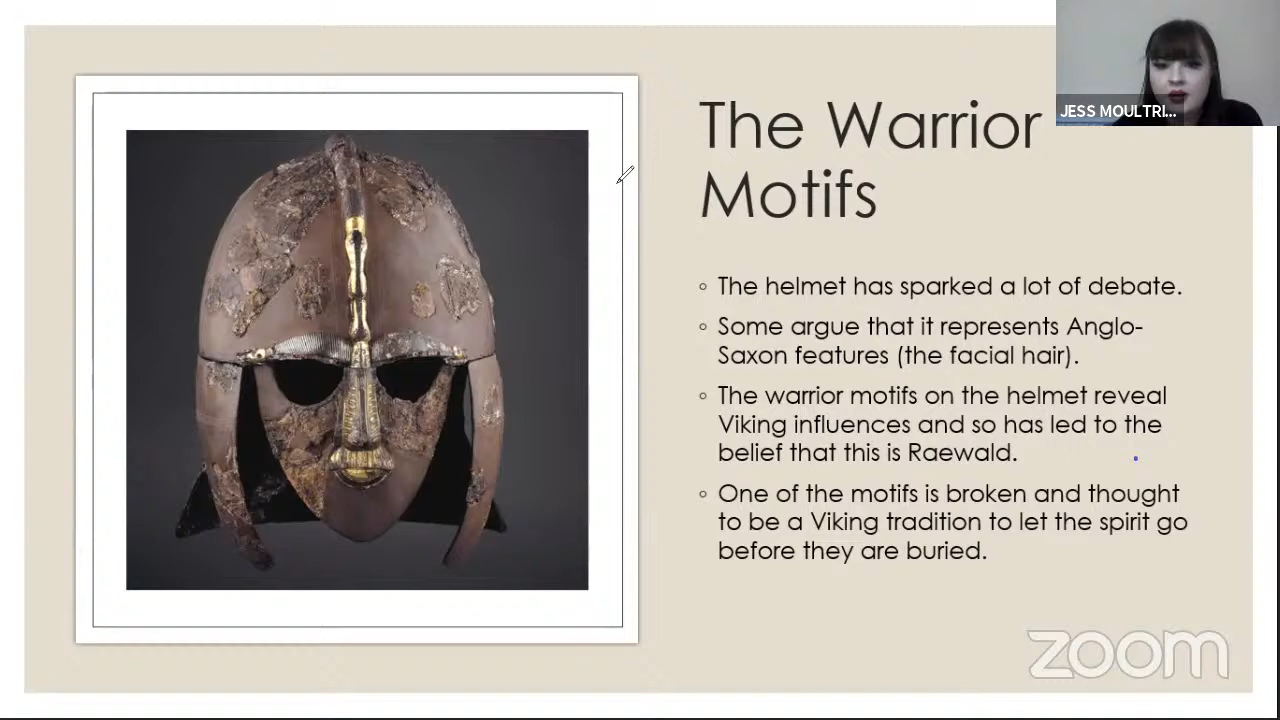 JESS MOULTRI...
The Warrior
Motifs
◦ The helmet has sparked a lot of debate.
◦ Some argue that it represents Anglo-
Saxon features (the facial hair).
◦ The warrior motifs on the helmet reveal
Viking influences and so has led to the
belief that this is Raewald.
◦ One of the motifs is broken and thought
to be a Viking tradition to let the spirit go
before they are buried.
zoom